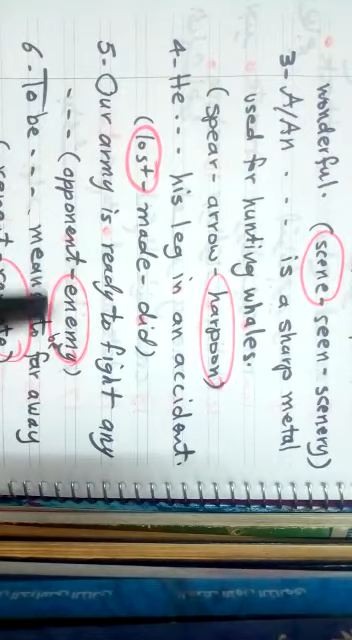 wonderful. (scene - seen - scenery)
3- A/An - - - is a sharp metal
used for hunting whales.
(spear - arrow - harpoon)
4- He - - - his leg in an accident.
(lost - made - did)
5- Our army is ready to fight any
- - - (opponent - enemy)
6- To be - - - means to far away